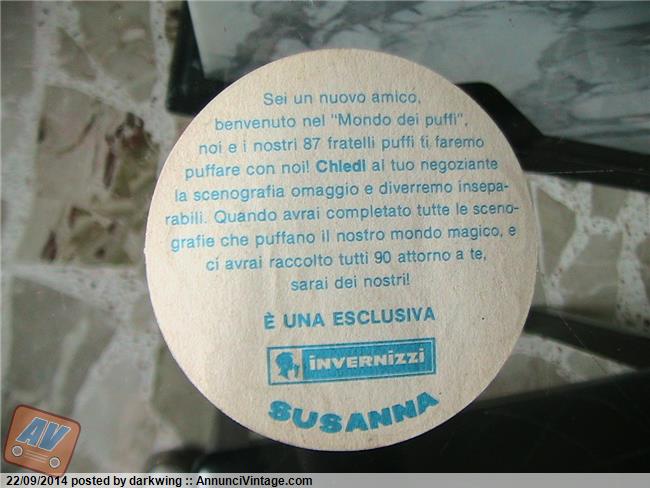 Sei un nuovo amico,
benvenuto nel "Mondo dei puffi",
noi e i nostri 87 fratelli puffi ti faremo
puffare con noi! Chiedi al tuo negoziante
la scenografia omaggio e diverremo insepa-
rabili. Quando avrai completato tutte le sceno-
grafie che puffano il nostro mondo magico, e
ci avrai raccolto tutti 90 attorno a te,
sarai dei nostri!
È UNA ESCLUSIVA
INVERNIZZI
SUSANNA
AV
22/09/2014 posted by darkwing :: AnnunciVintage.com